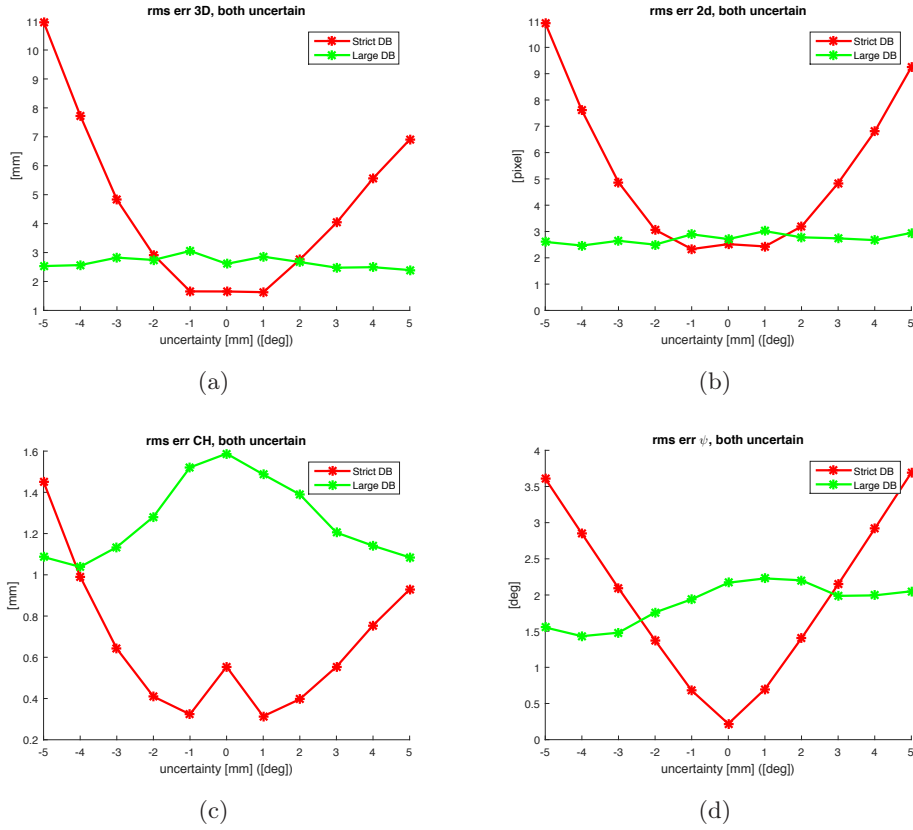 rms err 3D, both uncertain
11
10
9
8
7
6
5
4
3
2
1
[mm]
-5 -4 -3 -2 -1 0 1 2 3 4 5
uncertainty [mm] ([deg])
Strict DB
Large DB
(a)
rms err 2d, both uncertain
11
10
9
8
7
6
5
4
3
2
1
0
[pixel]
-5 -4 -3 -2 -1 0 1 2 3 4 5
uncertainty [mm] ([deg])
Strict DB
Large DB
(b)
rms err CH, both uncertain
1.6
1.4
1.2
1
0.8
0.6
0.4
0.2
[mm]
-5 -4 -3 -2 -1 0 1 2 3 4 5
uncertainty [mm] ([deg])
Strict DB
Large DB
(c)
rms err ψ, both uncertain
4
3.5
3
2.5
2
1.5
1
0.5
0
[deg]
-5 -4 -3 -2 -1 0 1 2 3 4 5
uncertainty [mm] ([deg])
Strict DB
Large DB
(d)